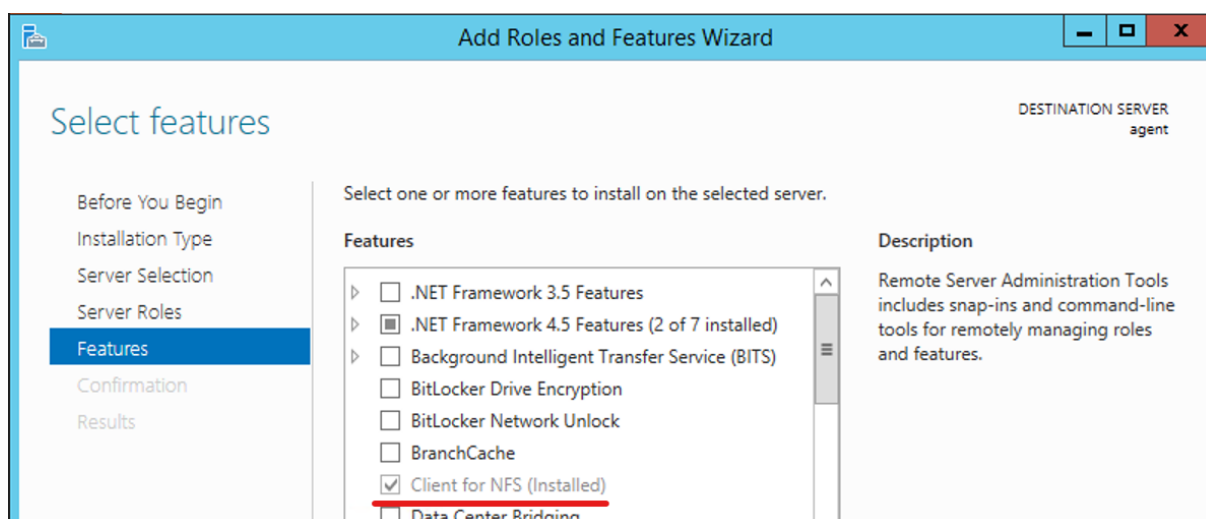 Add Roles and Features Wizard
Select features
DESTINATION SERVER
agent
Before You Begin
Installation Type
Server Selection
Server Roles
Features
Confirmation
Results
Select one or more features to install on the selected server.
Features
.NET Framework 3.5 Features
.NET Framework 4.5 Features (2 of 7 installed)
Background Intelligent Transfer Service (BITS)
BitLocker Drive Encryption
BitLocker Network Unlock
BranchCache
Client for NFS (Installed)
Data Center Bridging
Description
Remote Server Administration Tools
includes snap-ins and command-line
tools for remotely managing roles
and features.